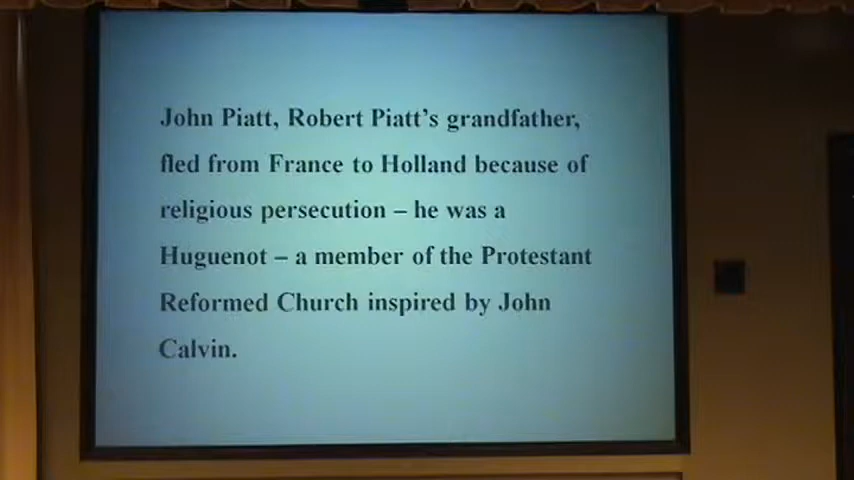 John Piatt, Robert Piatt's grandfather,
fled from France to Holland because of
religious persecution – he was a
Huguenot – a member of the Protestant
Reformed Church inspired by John
Calvin.